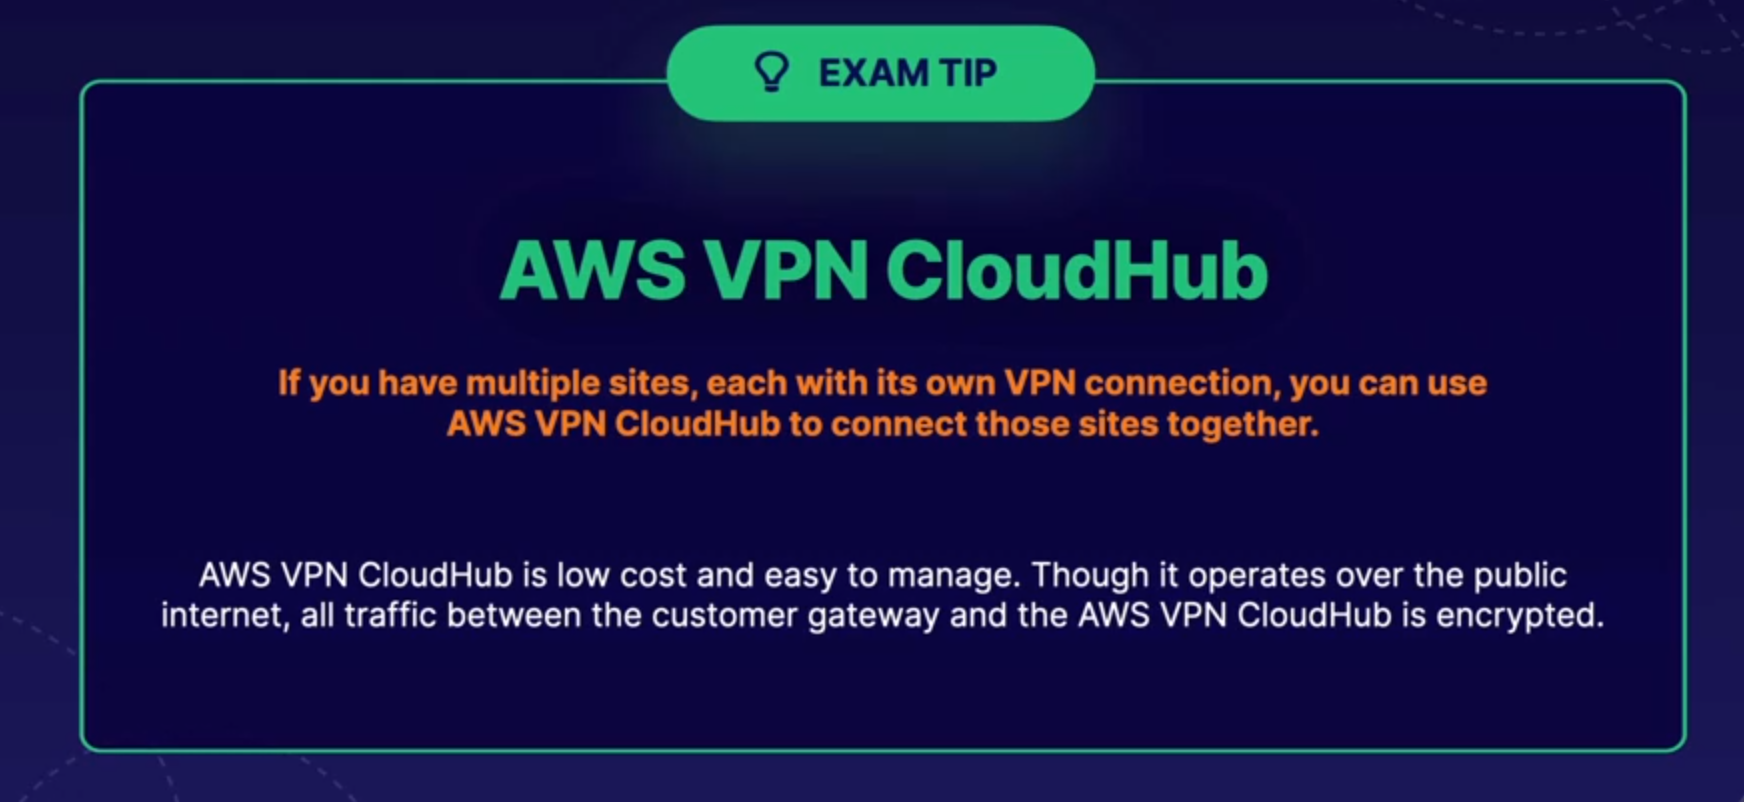 EXAM TIP
AWS VPN CloudHub
If you have multiple sites, each with its own VPN connection, you can use
AWS VPN CloudHub to connect those sites together.
AWS VPN CloudHub is low cost and easy to manage. Though it operates over the public
internet, all traffic between the customer gateway and the AWS VPN CloudHub is encrypted.